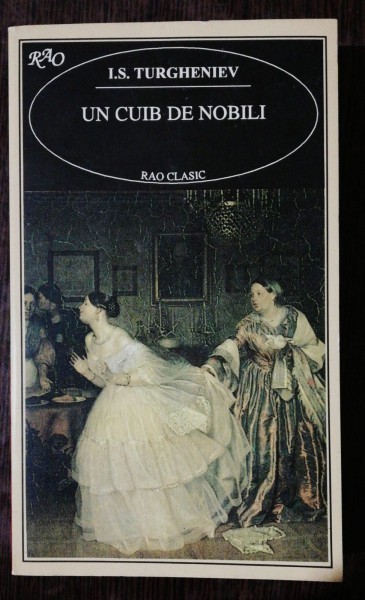 RAO
I.S. TURGHENIEV
UN CUIB DE NOBILI
RAO CLASIC